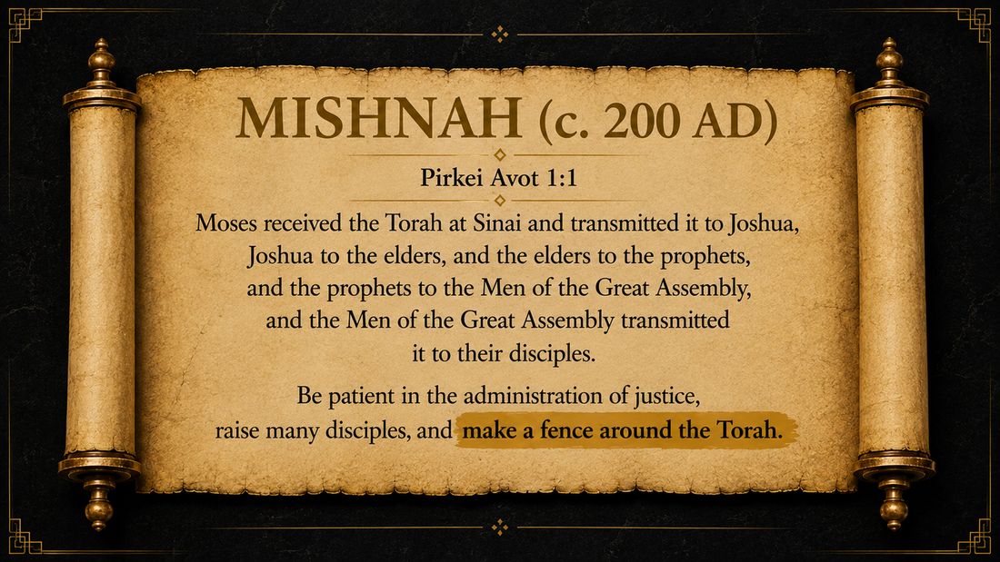 MISHNAH (c. 200 AD)
Pirkei Avot 1:1
Moses received the Torah at Sinai and transmitted it to Joshua,
Joshua to the elders, and the elders to the prophets,
and the prophets to the Men of the Great Assembly,
and the Men of the Great Assembly transmitted
it to their disciples.
Be patient in the administration of justice,
raise many disciples, and make a fence around the Torah.